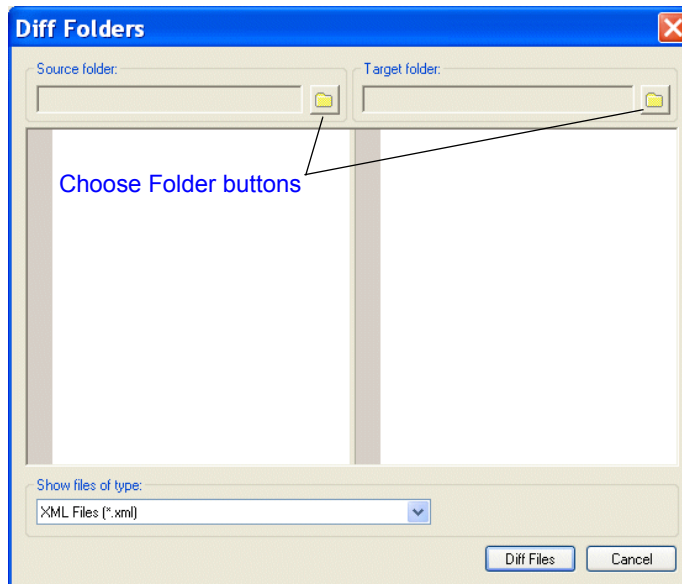 Diff Folders
Source folder:
Target folder:
Choose Folder buttons
Show files of type:
XML Files (*.xml)
Diff Files
Cancel